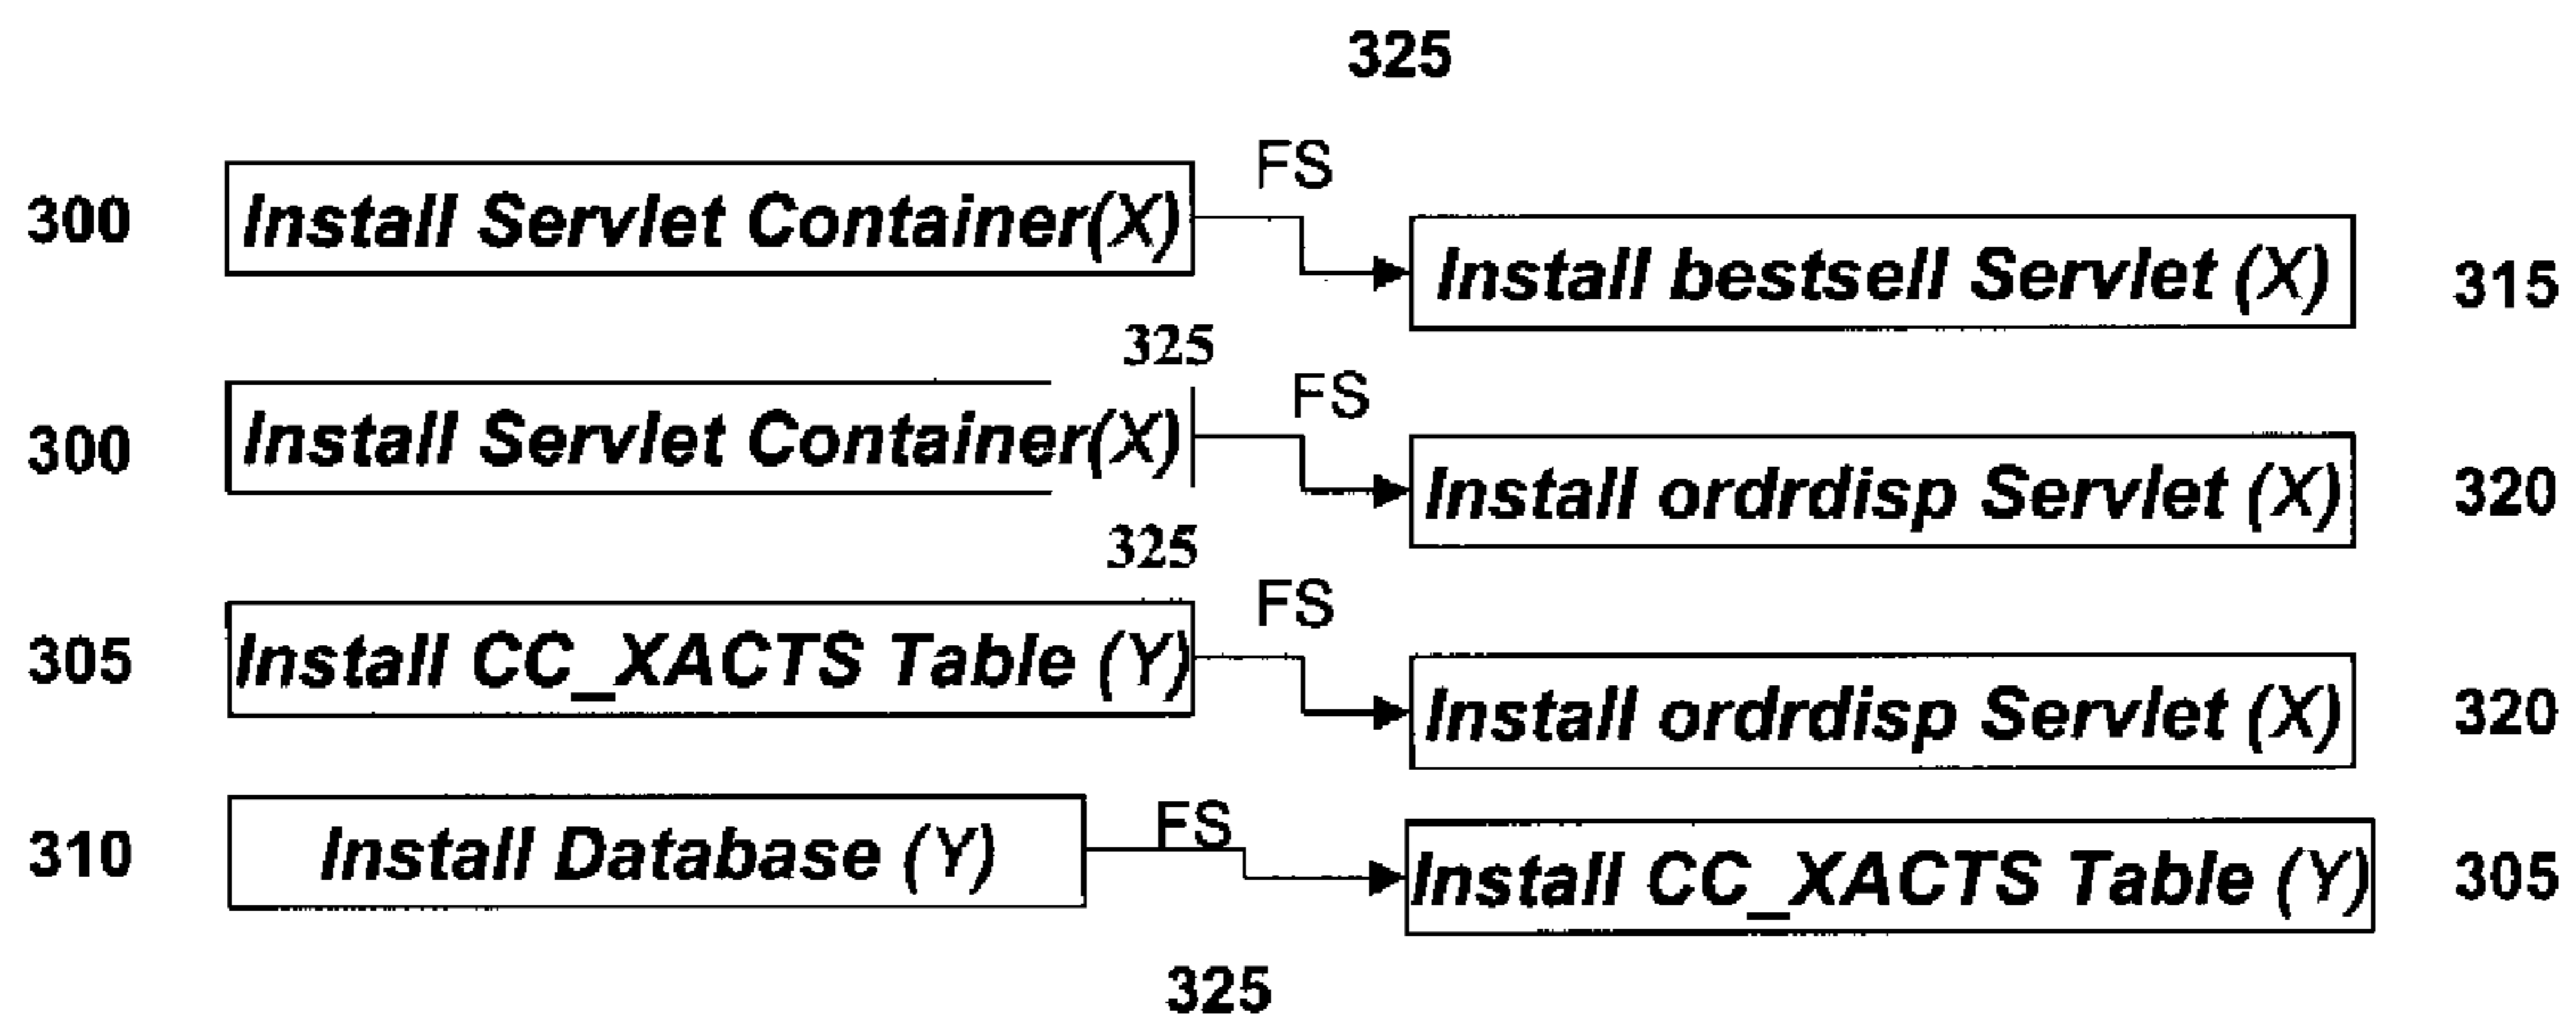 325
FS
300 Install Servlet Container(X)
Install bestsell Servlet (X) 315
325
FS
300 Install Servlet Container(X)
Install ordrdisp Servlet (X) 320
325
FS
305 Install CC_XACTS Table (Y)
Install ordrdisp Servlet (X) 320
FS
310 Install Database (Y)
Install CC_XACTS Table (Y) 305
325